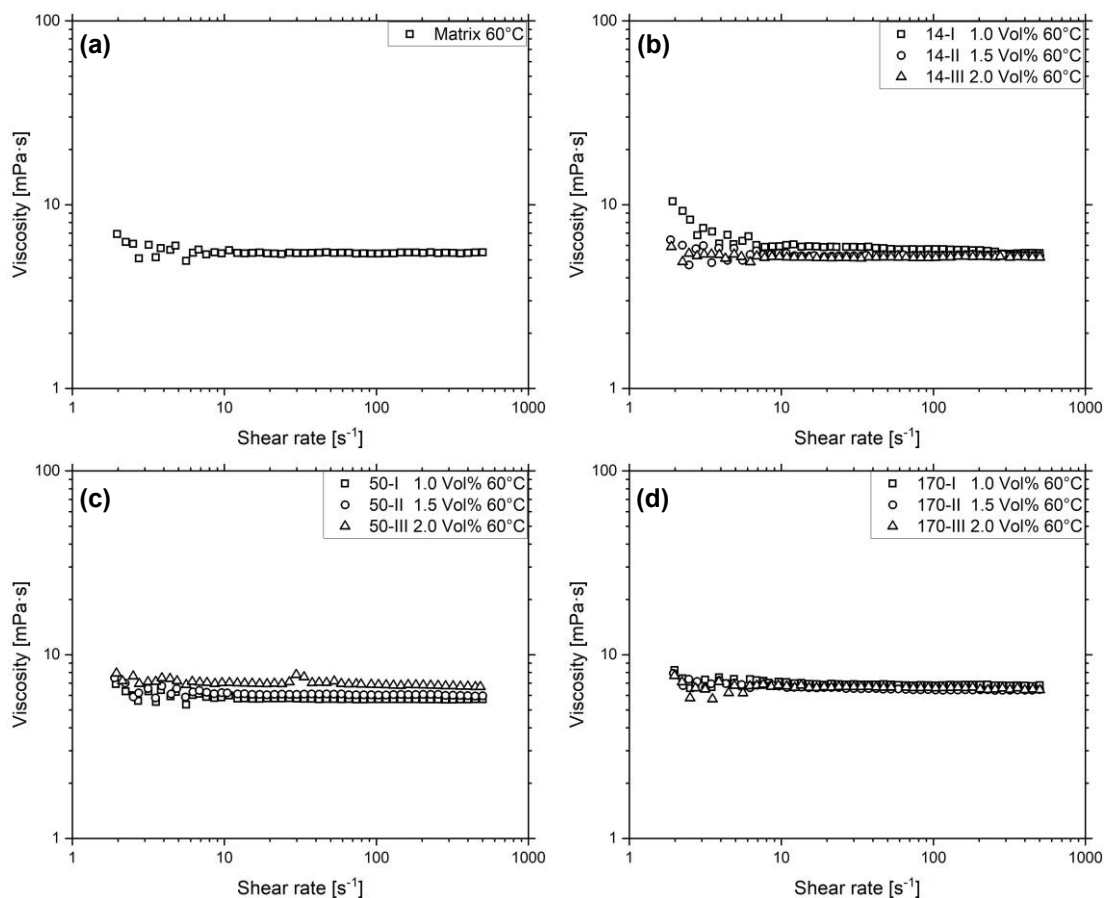 (a)
Matrix 60°C
100
10
1
Viscosity [mPa·s]
1 10 100 1000
Shear rate [s⁻¹]
(b)
14-I 1.0 Vol% 60°C
14-II 1.5 Vol% 60°C
14-III 2.0 Vol% 60°C
100
10
1
Viscosity [mPa·s]
1 10 100 1000
Shear rate [s⁻¹]
(c)
50-I 1.0 Vol% 60°C
50-II 1.5 Vol% 60°C
50-III 2.0 Vol% 60°C
100
10
1
Viscosity [mPa·s]
1 10 100 1000
Shear rate [s⁻¹]
(d)
170-I 1.0 Vol% 60°C
170-II 1.5 Vol% 60°C
170-III 2.0 Vol% 60°C
100
10
1
Viscosity [mPa·s]
1 10 100 1000
Shear rate [s⁻¹]